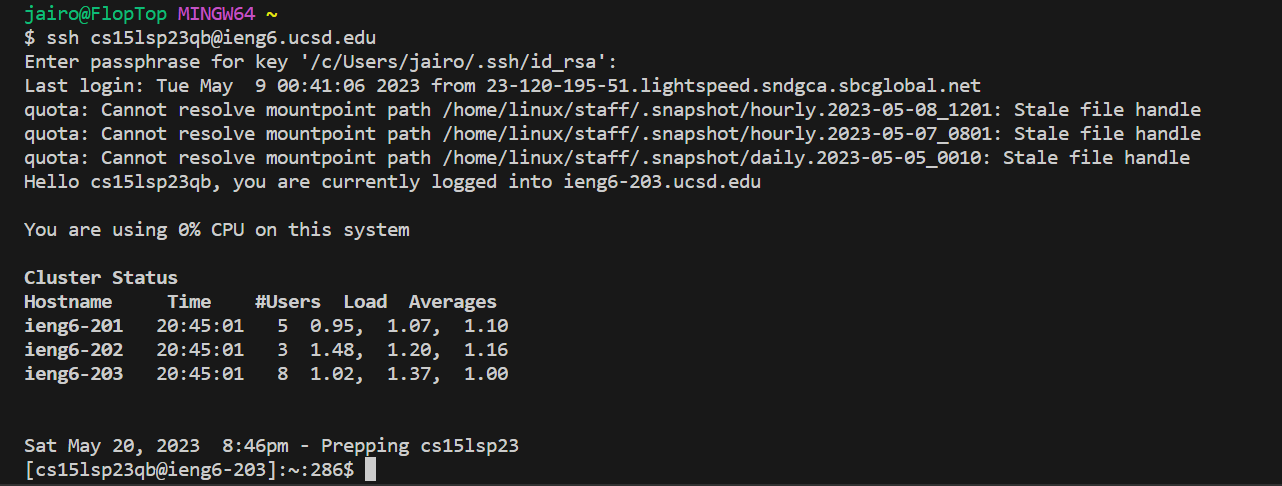 jairo@FlopTop MINGW64 ~
$ ssh cs15lsp23qb@ieng6.ucsd.edu
Enter passphrase for key '/c/Users/jairo/.ssh/id_rsa':
Last login: Tue May  9 00:41:06 2023 from 23-120-195-51.lightspeed.sndgca.sbcglobal.net
quota: Cannot resolve mountpoint path /home/linux/staff/.snapshot/hourly.2023-05-08_1201: Stale file handle
quota: Cannot resolve mountpoint path /home/linux/staff/.snapshot/hourly.2023-05-07_0801: Stale file handle
quota: Cannot resolve mountpoint path /home/linux/staff/.snapshot/daily.2023-05-05_0010: Stale file handle
Hello cs15lsp23qb, you are currently logged into ieng6-203.ucsd.edu
You are using 0% CPU on this system
Cluster Status
Hostname     Time    #Users  Load  Averages
ieng6-201   20:45:01   5  0.95,  1.07,  1.10
ieng6-202   20:45:01   3  1.48,  1.20,  1.16
ieng6-203   20:45:01   8  1.02,  1.37,  1.00
Sat May 20, 2023  8:46pm - Prepping cs15lsp23
[cs15lsp23qb@ieng6-203]:~:286$